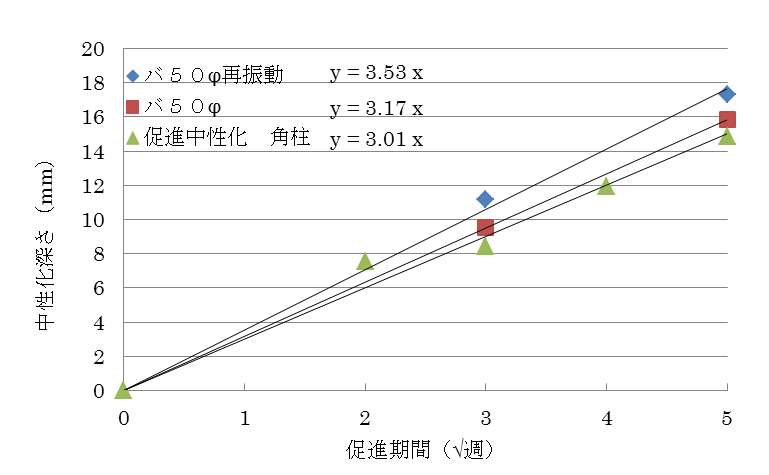 20
18
16
14
12
10
8
6
4
2
0
バ５０φ再振動 y = 3.53 x
バ５０φ y = 3.17 x
促進中性化　角柱 y = 3.01 x
中性化深さ（mm）
0 1 2 3 4 5
促進期間（√週）